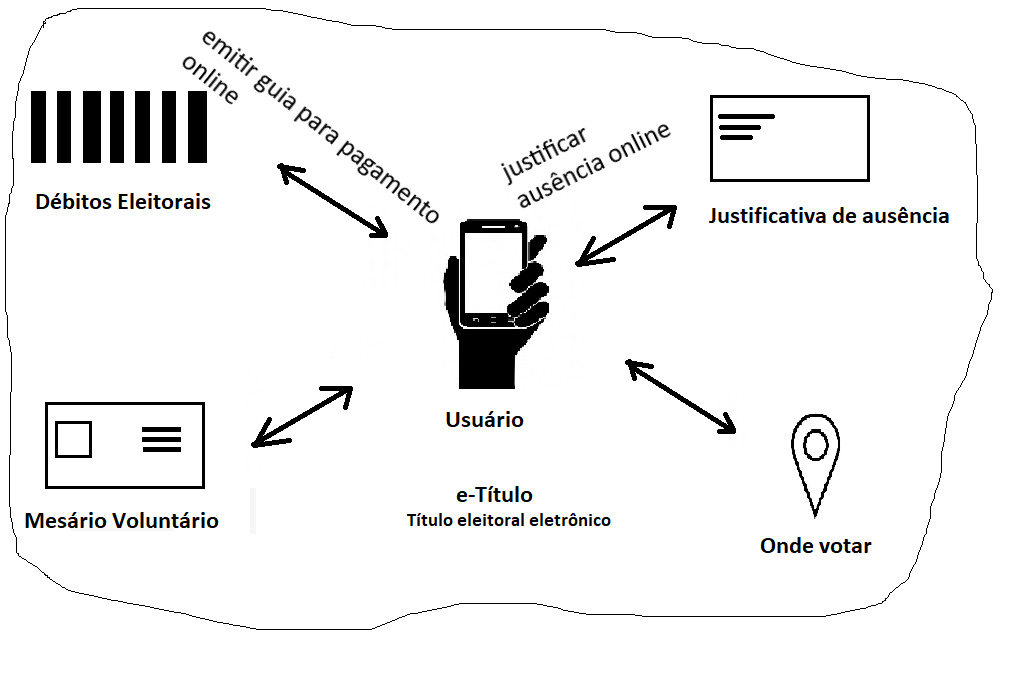 emitir guia para pagamento
online
justificar
ausência online
Débitos Eleitorais
Justificativa de ausência
Usuário
e-Título
Título eleitoral eletrônico
Mesário Voluntário
Onde votar